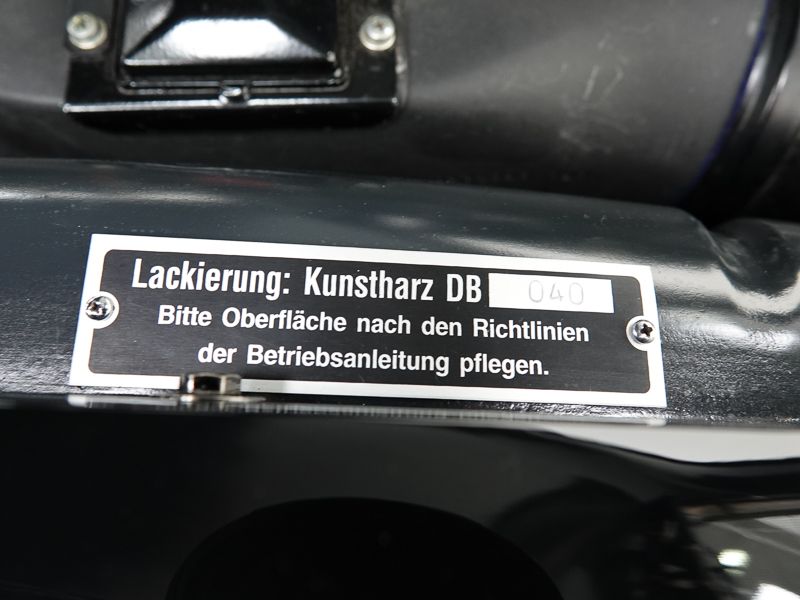 Lackierung: Kunstharz DB 040
Bitte Oberfläche nach den Richtlinien
der Betriebsanleitung pflegen.